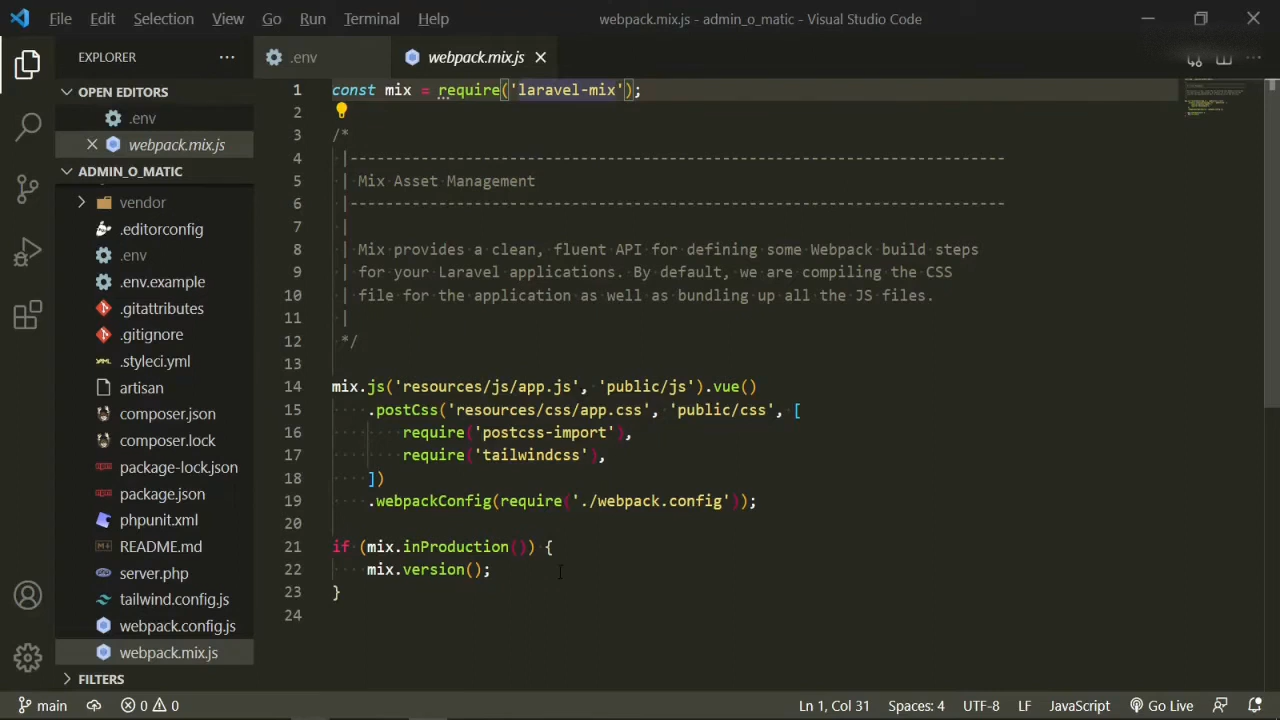 File Edit Selection View Go Run Terminal Help
webpack.mix.js - admin_o_matic - Visual Studio Code
EXPLORER
.env
webpack.mix.js
OPEN EDITORS
.env
webpack.mix.js
ADMIN_O_MATIC
vendor
.editorconfig
.env
.env.example
.gitattributes
.gitignore
.styleci.yml
artisan
composer.json
composer.lock
package-lock.json
package.json
phpunit.xml
README.md
server.php
tailwind.config.js
webpack.config.js
webpack.mix.js
FILTERS
1 const mix = require('laravel-mix');
2
3 /*
4 |--------------------------------------------------------------------------
5 | Mix Asset Management
6 |--------------------------------------------------------------------------
7 |
8 | Mix provides a clean, fluent API for defining some Webpack build steps
9 | for your Laravel applications. By default, we are compiling the CSS
10 | file for the application as well as bundling up all the JS files.
11 |
12 */
13
14 mix.js('resources/js/app.js', 'public/js').vue()
15 .postCss('resources/css/app.css', 'public/css', [
16 require('postcss-import'),
17 require('tailwindcss'),
18 ])
19 .webpackConfig(require('./webpack.config'));
20
21 if (mix.inProduction()) {
22 mix.version();
23 }
24
main 0 0 Ln 1, Col 31 Spaces: 4 UTF-8 LF JavaScript Go Live